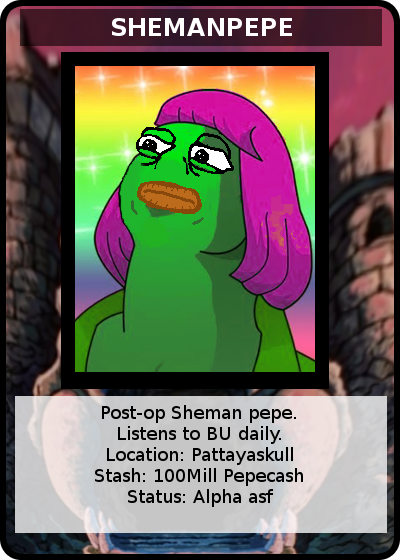 SHEMANPEPE
Post-op Sheman pepe.
Listens to BU daily.
Location: Pattayaskull
Stash: 100Mill Pepecash
Status: Alpha asf